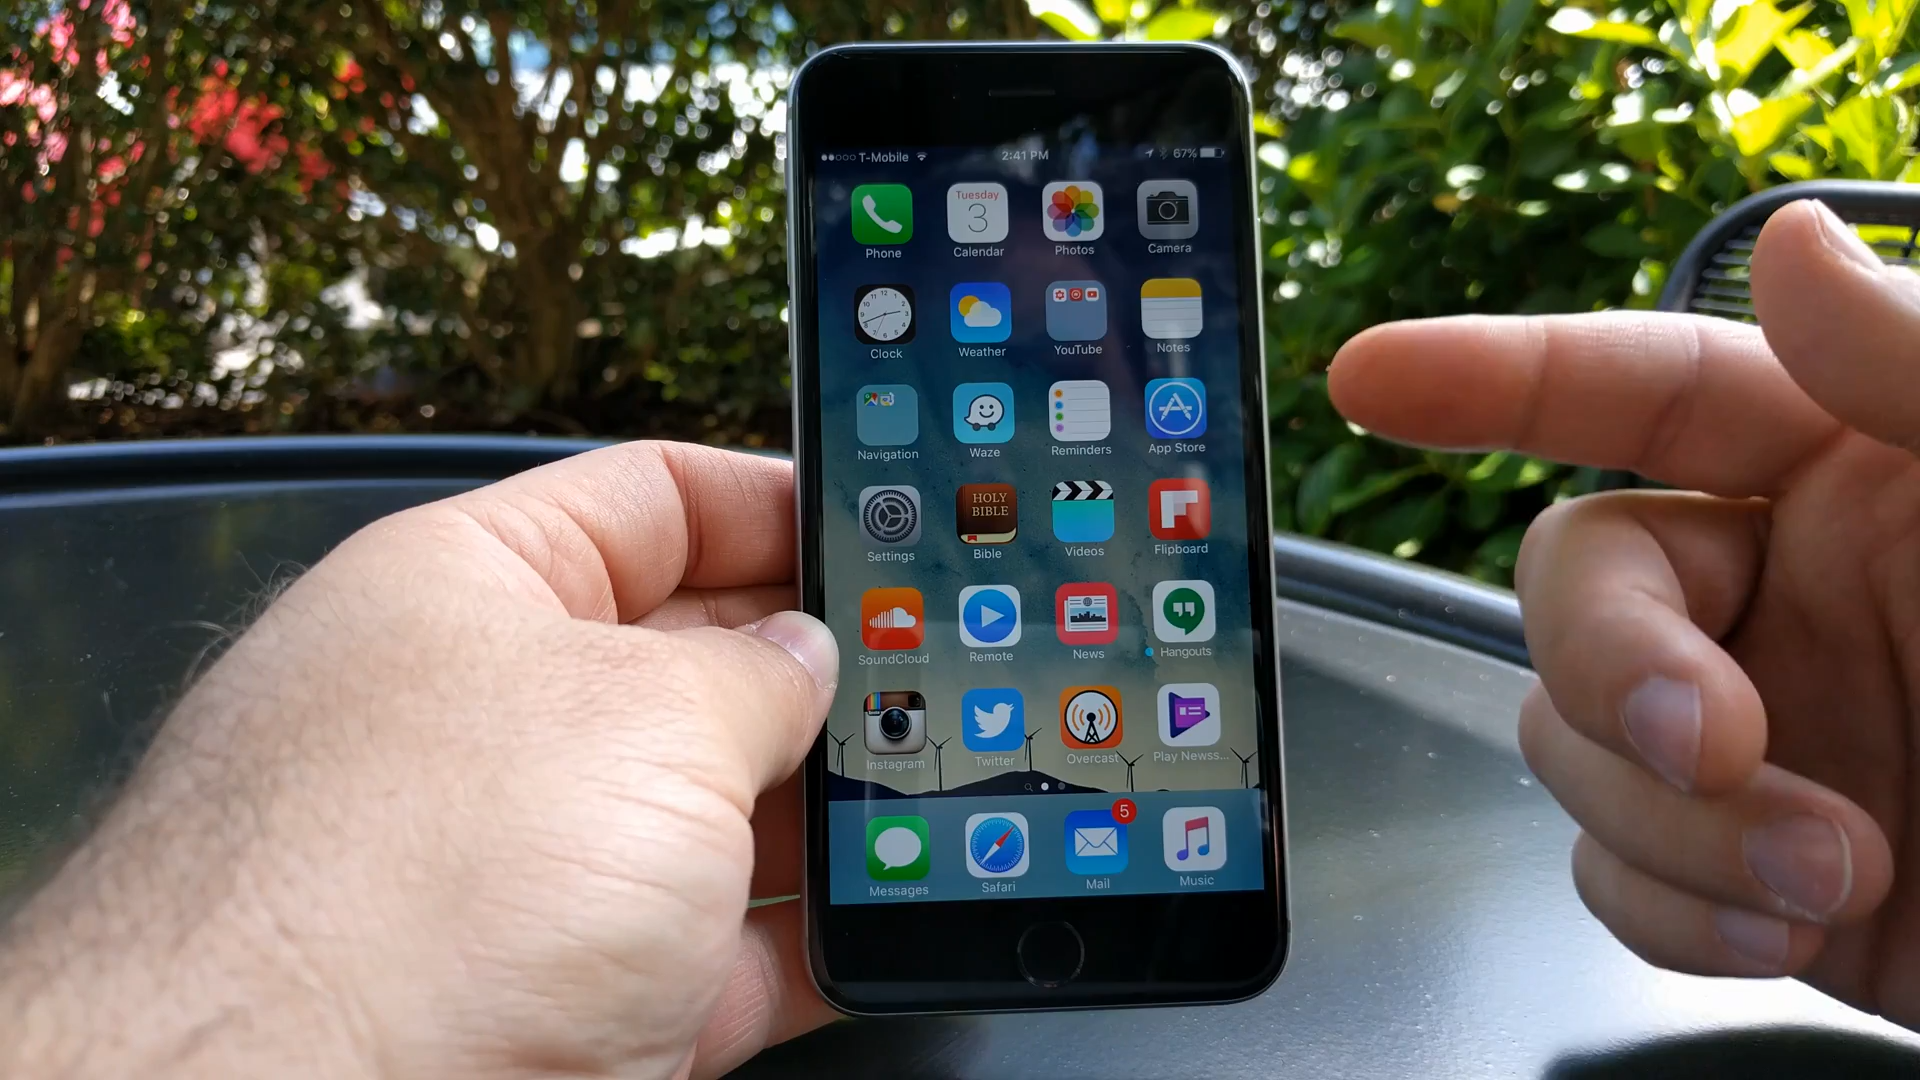 T-Mobile 2:41 PM 67%
Tuesday
3
Phone Calendar Photos Camera
Clock Weather YouTube Notes
Navigation Waze Reminders App Store
HOLY
BIBLE
Settings Bible Videos Flipboard
SoundCloud Remote News Hangouts
Instagram Twitter Overcast Play Newss...
5
Messages Safari Mail Music